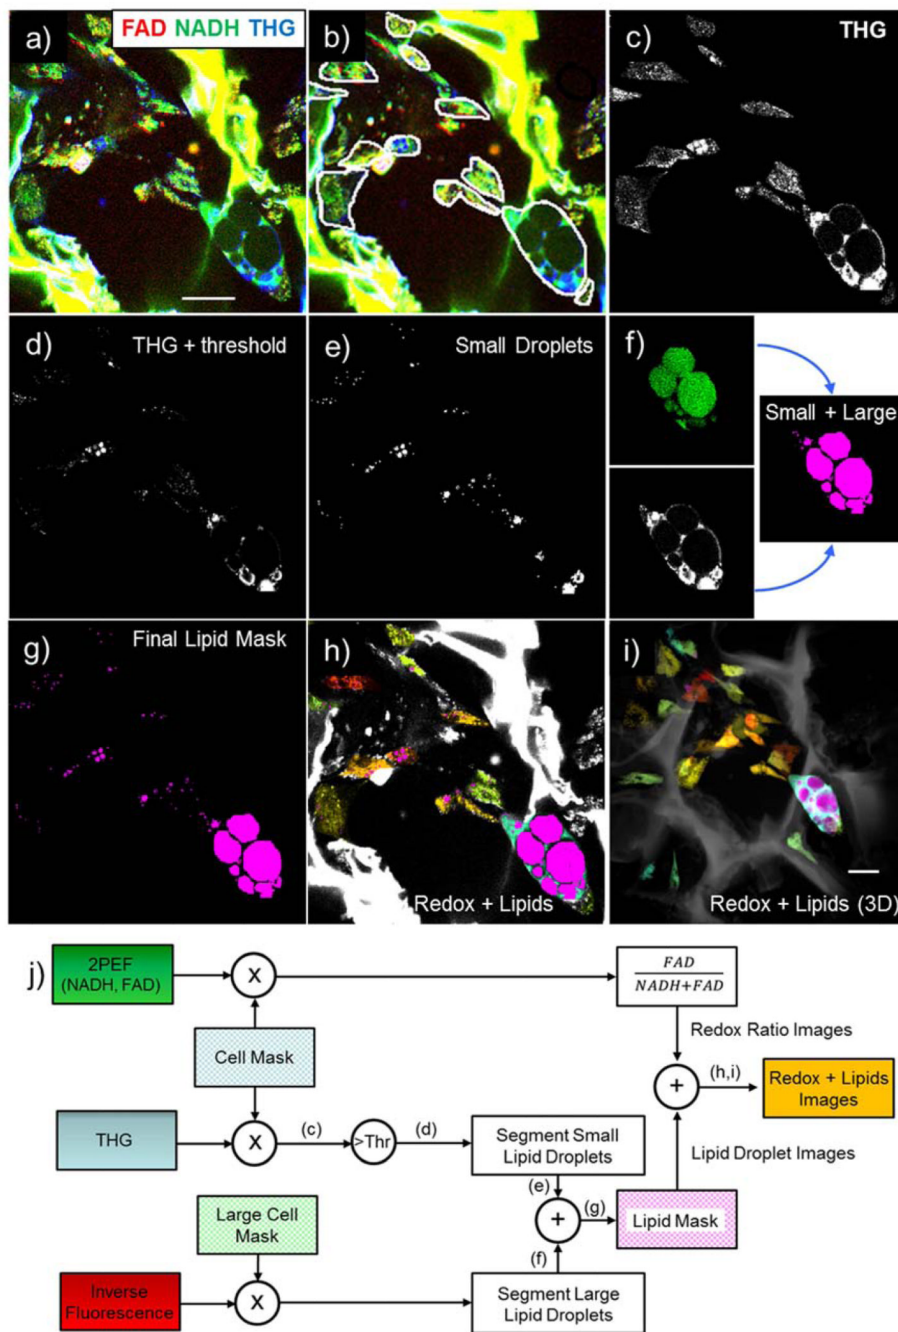 a)
FAD NADH THG
b)
c)
THG
d)
THG + threshold
e)
Small Droplets
f)
Small + Large
g)
Final Lipid Mask
h)
Redox + Lipids
i)
Redox + Lipids (3D)
j)
2PEF
(NADH, FAD)
X
FAD
NADH+FAD
Redox Ratio Images
Cell Mask
+
(h,i)
Redox + Lipids
Images
THG
X
(c)
>Thr
(d)
Segment Small
Lipid Droplets
Lipid Droplet Images
(e)
Large Cell
Mask
+
(g)
Lipid Mask
(f)
Inverse
Fluorescence
X
Segment Large
Lipid Droplets